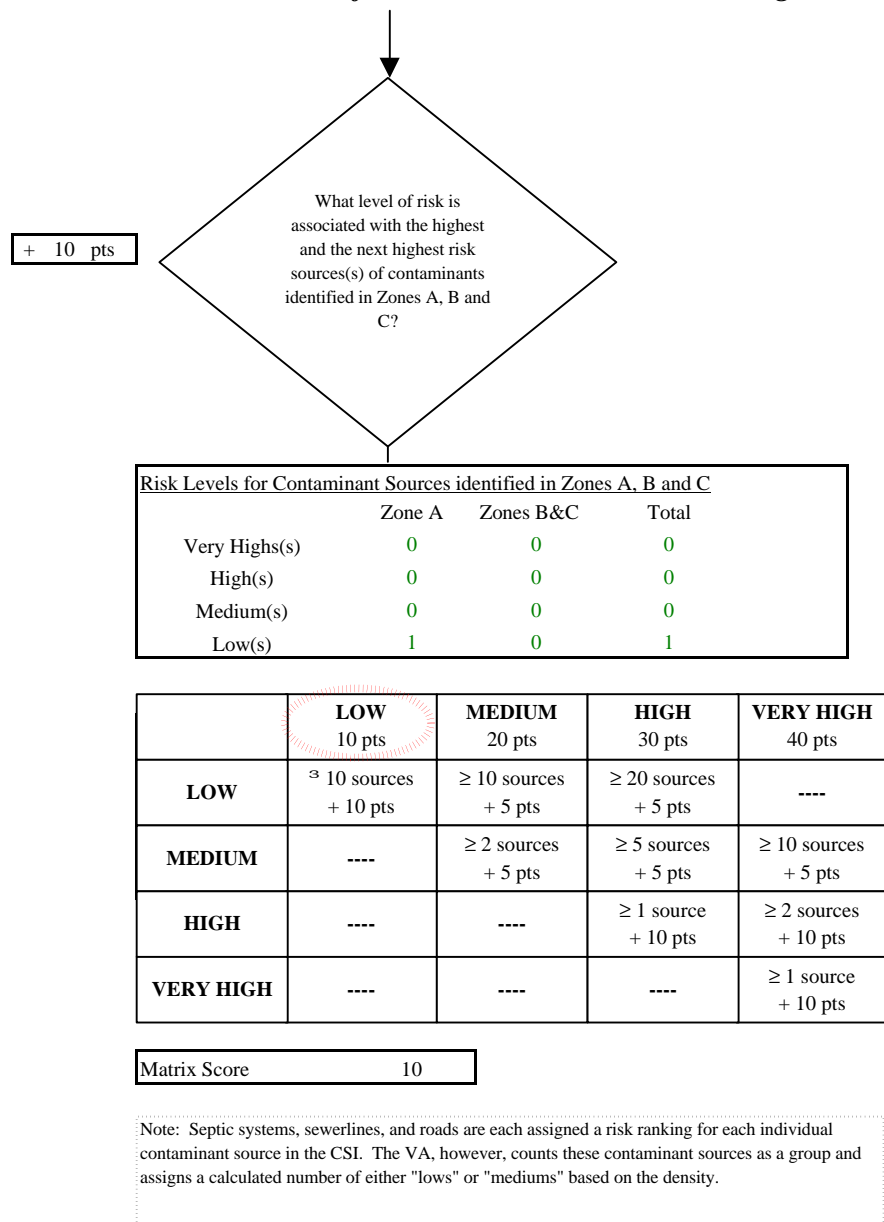 What level of risk is
associated with the highest
and the next highest risk
sources(s) of contaminants
identified in Zones A, B and
C?
+ 10 pts
Risk Levels for Contaminant Sources identified in Zones A, B and C
Zone A Zones B&C Total
Very Highs(s) 0 0 0
High(s) 0 0 0
Medium(s) 0 0 0
Low(s) 1 0 1
LOW MEDIUM HIGH VERY HIGH
10 pts 20 pts 30 pts 40 pts
LOW ³ 10 sources + 10 pts ≥ 10 sources + 5 pts ≥ 20 sources + 5 pts ----
MEDIUM ---- ≥ 2 sources + 5 pts ≥ 5 sources + 5 pts ≥ 10 sources + 5 pts
HIGH ---- ---- ≥ 1 source + 10 pts ≥ 2 sources + 10 pts
VERY HIGH ---- ---- ---- ≥ 1 source + 10 pts
Matrix Score 10
Note: Septic systems, sewerlines, and roads are each assigned a risk ranking for each individual
contaminant source in the CSI. The VA, however, counts these contaminant sources as a group and
assigns a calculated number of either "lows" or "mediums" based on the density.